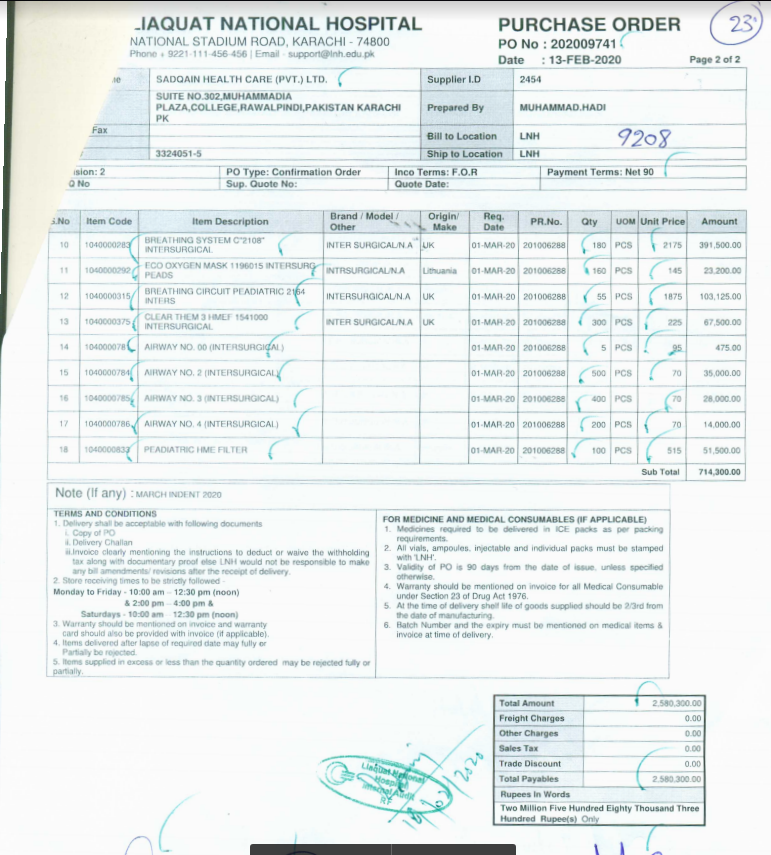 LIAQUAT NATIONAL HOSPITAL
NATIONAL STADIUM ROAD, KARACHI - 74800
Phone + 9221-111-456-456 | Email - support@lnh.edu.pk
PURCHASE ORDER
PO No : 202009741
Date : 13-FEB-2020 Page 2 of 2
23
me SADQAIN HEALTH CARE (PVT.) LTD. Supplier I.D 2454
SUITE NO.302,MUHAMMADIA
PLAZA,COLLEGE,RAWALPINDI,PAKISTAN KARACHI
PK
Prepared By MUHAMMAD.HADI
Fax Bill to Location LNH 9208
3324051-5 Ship to Location LNH
ision: 2 PO Type: Confirmation Order Inco Terms: F.O.R Payment Terms: Net 90
Q No Sup. Quote No: Quote Date:
S.No Item Code Item Description Brand / Model / Other Origin/ Make Req. Date PR.No. Qty UOM Unit Price Amount
10 1040000283 BREATHING SYSTEM C"2108" INTERSURGICAL INTER SURGICAL/N.A UK 01-MAR-20 201006288 180 PCS 2175 391,500.00
11 1040000292 ECO OXYGEN MASK 1196015 INTERSURG PEADS INTRSURGICAL/N.A Lithuania 01-MAR-20 201006288 160 PCS 145 23,200.00
12 1040000315 BREATHING CIRCUIT PEADIATRIC 2164 INTERS INTERSURGICAL/N.A UK 01-MAR-20 201006288 55 PCS 1875 103,125.00
13 1040000375 CLEAR THEM 3 HMEF 1541000 INTERSURGICAL INTER SURGICAL/N.A UK 01-MAR-20 201006288 300 PCS 225 67,500.00
14 104000078 AIRWAY NO. 00 (INTERSURGICAL) 01-MAR-20 201006288 5 PCS 95 475.00
15 1040000784 AIRWAY NO. 2 (INTERSURGICAL) 01-MAR-20 201006288 500 PCS 70 35,000.00
16 1040000785 AIRWAY NO. 3 (INTERSURGICAL) 01-MAR-20 201006288 400 PCS 70 28,000.00
17 1040000786 AIRWAY NO. 4 (INTERSURGICAL) 01-MAR-20 201006288 200 PCS 70 14,000.00
18 1040000833 PEADIATRIC HME FILTER 01-MAR-20 201006288 100 PCS 515 51,500.00
Sub Total 714,300.00
Note (If any) : MARCH INDENT 2020
TERMS AND CONDITIONS
1. Delivery shall be acceptable with following documents
i. Copy of PO
ii. Delivery Challan
iii.Invoice clearly mentioning the instructions to deduct or waive the withholding
tax along with documentary proof else LNH would not be responsible to make
any bill amendments/ revisions after the receipt of delivery.
2. Store receiving times to be strictly followed -
Monday to Friday - 10:00 am – 12:30 pm (noon)
& 2:00 pm – 4:00 pm &
Saturdays - 10:00 am – 12:30 pm (noon)
3. Warranty should be mentioned on invoice and warranty
card should also be provided with invoice (if applicable).
4. Items delivered after lapse of required date may fully or
Partially be rejected.
5. Items supplied in excess or less than the quantity ordered may be rejected fully or
partially.
FOR MEDICINE AND MEDICAL CONSUMABLES (IF APPLICABLE)
1. Medicines required to be delivered in ICE packs as per packing
requirements.
2. All vials, ampoules, injectable and individual packs must be stamped
with 'LNH'.
3. Validity of PO is 90 days from the date of issue, unless specified
otherwise.
4. Warranty should be mentioned on invoice for all Medical Consumable
under Section 23 of Drug Act 1976.
5. At the time of delivery shelf life of goods supplied should be 2/3rd from
the date of manufacturing.
6. Batch Number and the expiry must be mentioned on medical items &
invoice at time of delivery.
Total Amount 2,580,300.00
Freight Charges 0.00
Other Charges 0.00
Sales Tax 0.00
Trade Discount 0.00
Total Payables 2,580,300.00
Rupees In Words
Two Million Five Hundred Eighty Thousand Three
Hundred Rupee(s) Only
Liaquat National
Hospital
Internal Audit